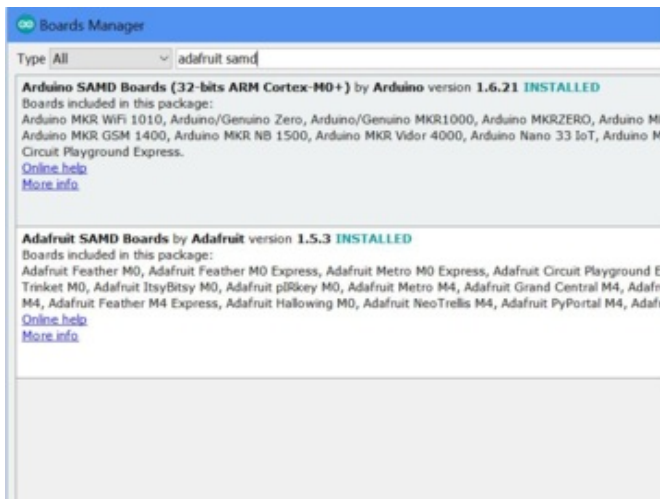 Boards Manager
Type All adafruit samd
Arduino SAMD Boards (32-bits ARM Cortex-M0+) by Arduino version 1.6.21 INSTALLED
Boards included in this package:
Arduino MKR WiFi 1010, Arduino/Genuino Zero, Arduino/Genuino MKR1000, Arduino MKRZERO, Arduino
Arduino MKR GSM 1400, Arduino MKR NB 1500, Arduino MKR Vidor 4000, Arduino Nano 33 IoT, Arduino M
Circuit Playground Express.
Online help
More info
Adafruit SAMD Boards by Adafruit version 1.5.3 INSTALLED
Boards included in this package:
Adafruit Feather M0, Adafruit Feather M0 Express, Adafruit Metro M0 Express, Adafruit Circuit Playground E
Trinket M0, Adafruit ItsyBitsy M0, Adafruit pIRkey M0, Adafruit Metro M4, Adafruit Grand Central M4, Adafr
M4, Adafruit Feather M4 Express, Adafruit Hallowing M0, Adafruit NeoTrellis M4, Adafruit PyPortal M4, Adafr
Online help
More info